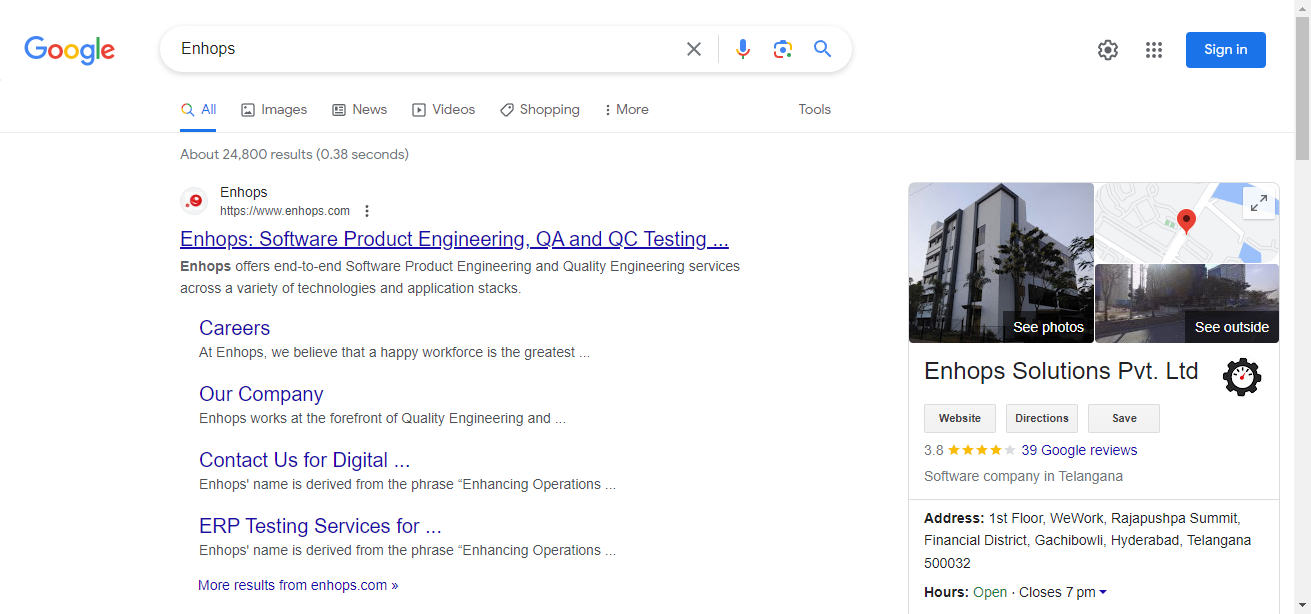 Google
Enhops
Sign in
All
Images
News
Videos
Shopping
More
Tools
About 24,800 results (0.38 seconds)
Enhops
https://www.enhops.com
Enhops: Software Product Engineering, QA and QC Testing ...
Enhops offers end-to-end Software Product Engineering and Quality Engineering services
across a variety of technologies and application stacks.
Careers
At Enhops, we believe that a happy workforce is the greatest ...
Our Company
Enhops works at the forefront of Quality Engineering and ...
Contact Us for Digital ...
Enhops' name is derived from the phrase “Enhancing Operations ...
ERP Testing Services for ...
Enhops' name is derived from the phrase “Enhancing Operations ...
More results from enhops.com »
See photos
See outside
Enhops Solutions Pvt. Ltd
Website
Directions
Save
3.8 39 Google reviews
Software company in Telangana
Address: 1st Floor, WeWork, Rajapushpa Summit,
Financial District, Gachibowli, Hyderabad, Telangana
500032
Hours: Open · Closes 7 pm